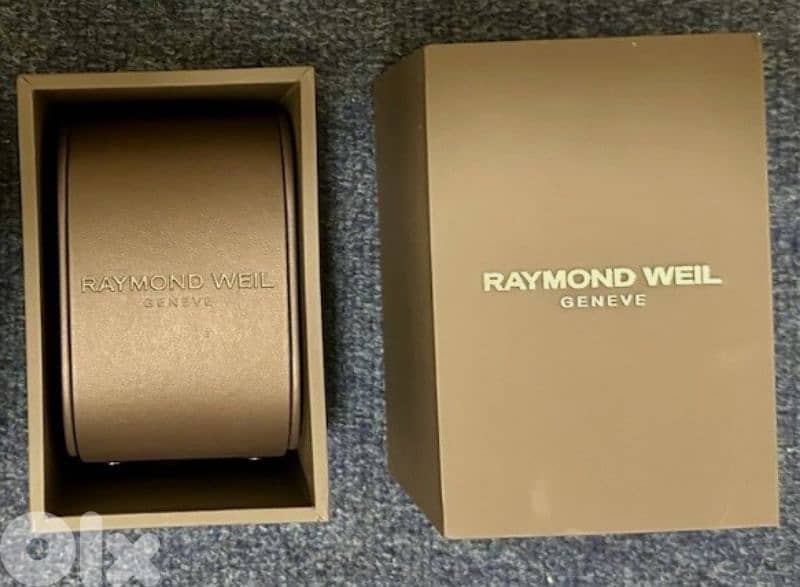 RAYMOND WEIL
GENEVE
RAYMOND WEIL
GENEVE
olx